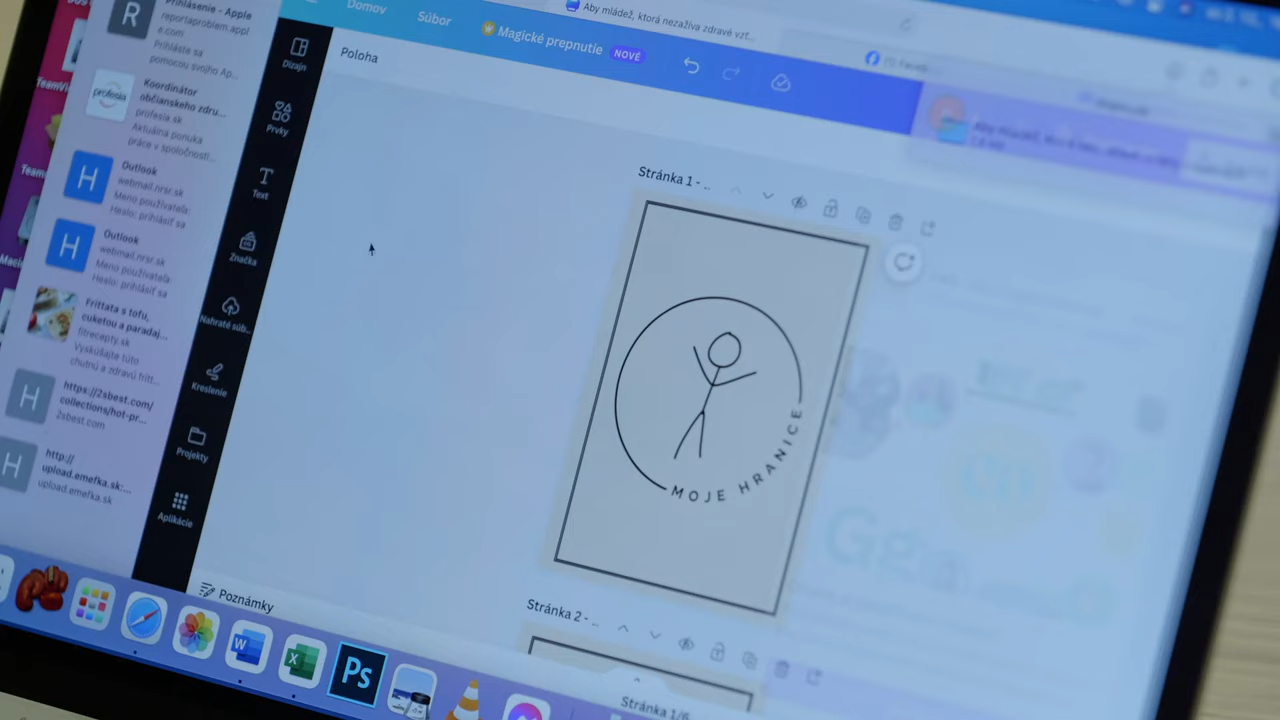 Prihlásenie - Apple
reportaproblem.appl
e.com
Prihláste sa
pomocou svojho Ap...
Koordinátor
občianskeho zdru...
profesia.sk
Aktuálna ponuka
práce v spoločnosti...
profesia
Outlook
webmail.nrsr.sk
Meno používateľa:
Heslo: prihlásiť sa
Outlook
webmail.nrsr.sk
Meno používateľa:
Heslo: prihlásiť sa
Frittata s tofu,
cuketou a paradaj...
fitrecepty.sk
Vyskúšajte túto
chutnú a zdravú fritt...
https://2sbest.com/
collections/hot-pr...
2sbest.com
http://
upload.emefka.sk:...
upload.emefka.sk
R
H
H
H
H
Domov
Súbor
Magické prepnutie
NOVÉ
Aby mládež, ktorá nezažíva zdravé vzť...
Dizajn
Prvky
Text
Značka
Nahraté súb...
Kreslenie
Projekty
Aplikácie
Poloha
Stránka 1 - ..
MOJE HRANICE
Stránka 2 - ..
Poznámky
Stránka 1/6
W
X
Ps